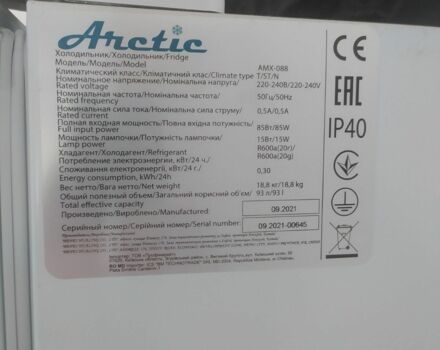 Arctic
Холодильник/Холодильник/Fridge
Модель/Модель/Model AMX-088
Климатический класс/Кліматичний клас/Climate type T/ST/N
Номинальное напряжение/Номінальна напруга/ 220-240В/220-240V
Rated voltage
Номинальная частота/Номінальна частота/ 50Гц/50Hz
Rated frequency
Номинальная сила тока/Номінальна сила струму/ 0,5А/0,5A
Rated current
Полная входная мощность/Повна вхідна потужність/ 85Вт/85W
Full input power
Мощность лампочки/Потужність лампочки/ 15Вт/15W
Lamp power
Хладагент/Холодоагент/Refrigerant R600a(20г)/
Потребление электроэнергии, кВт/24 ч./ R600a(20g)
Споживання електроенергії, кВт/24 г./ 0,30
Energy consumption, kWh/24h
Вес нетто/Вага нетто/Net weight 18,8 кг/18,8 kg
Общий полезный объем/Загальний корисний об'єм/ 93 л/93 l
Total effective capacity
Произведено/Вироблено/Manufactured 09.2021
Серийный номер/Серійний номер/Serial number 09.2021-00645
CE
EAC
IP40